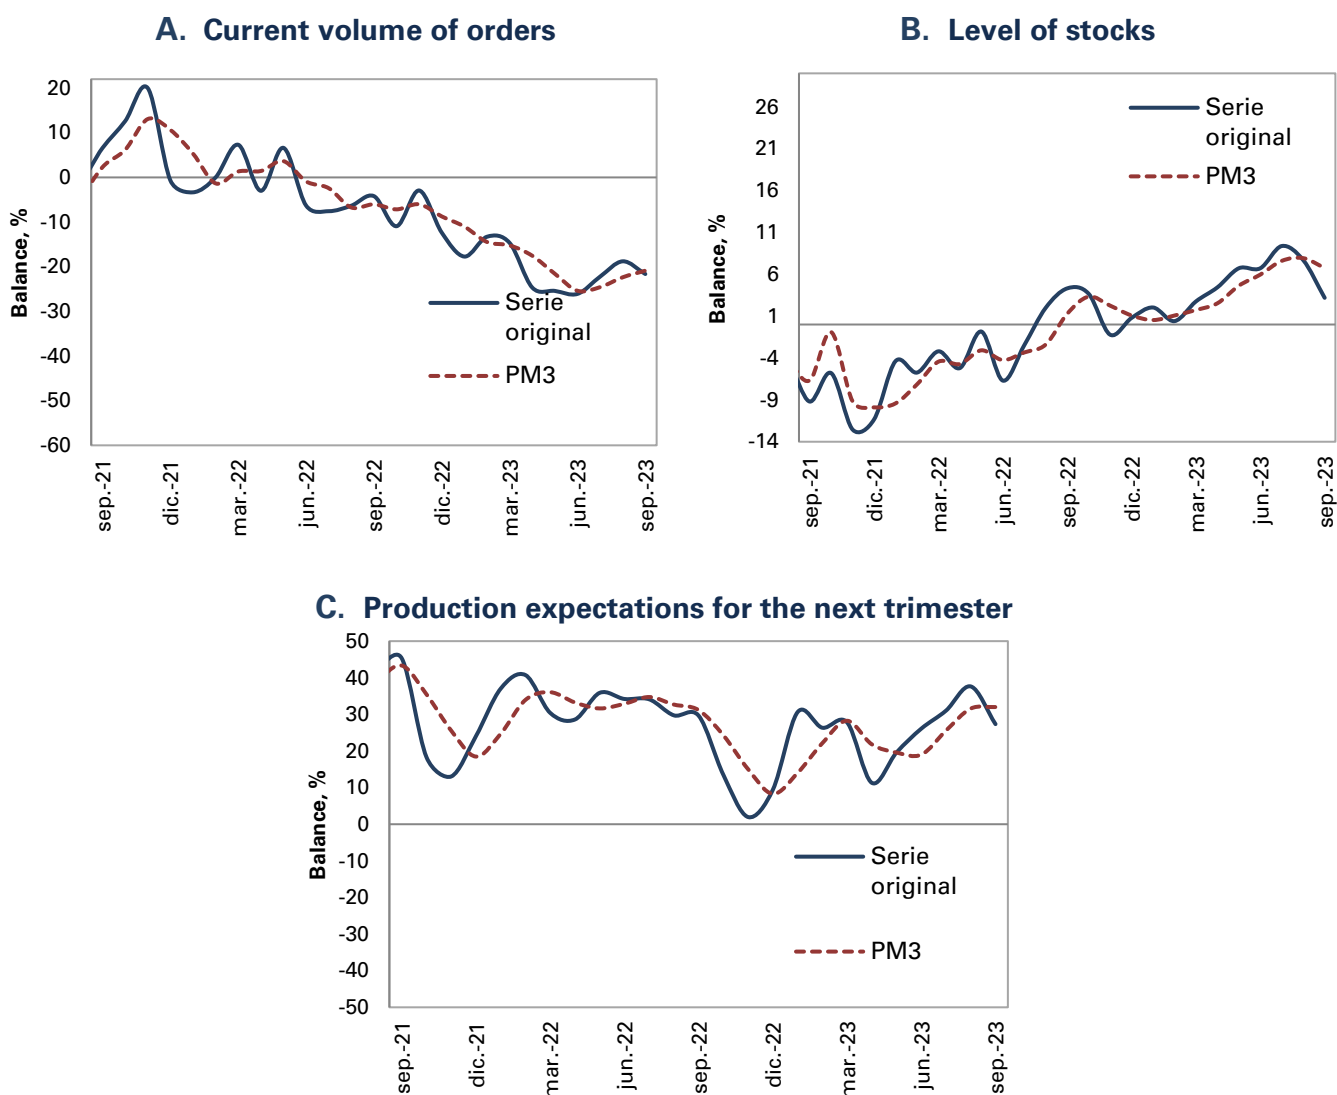 A. Current volume of orders
Balance, %
20
10
0
-10
-20
-30
-40
-50
-60
Serie
original
PM3
sep.-21
dic.-21
mar.-22
jun.-22
sep.-22
dic.-22
mar.-23
jun.-23
sep.-23
B. Level of stocks
Balance, %
26
21
16
11
6
1
-4
-9
-14
Serie
original
PM3
sep.-21
dic.-21
mar.-22
jun.-22
sep.-22
dic.-22
mar.-23
jun.-23
sep.-23
C. Production expectations for the next trimester
Balance, %
50
40
30
20
10
0
-10
-20
-30
-40
-50
Serie
original
PM3
sep.-21
dic.-21
mar.-22
jun.-22
sep.-22
dic.-22
mar.-23
jun.-23
sep.-23